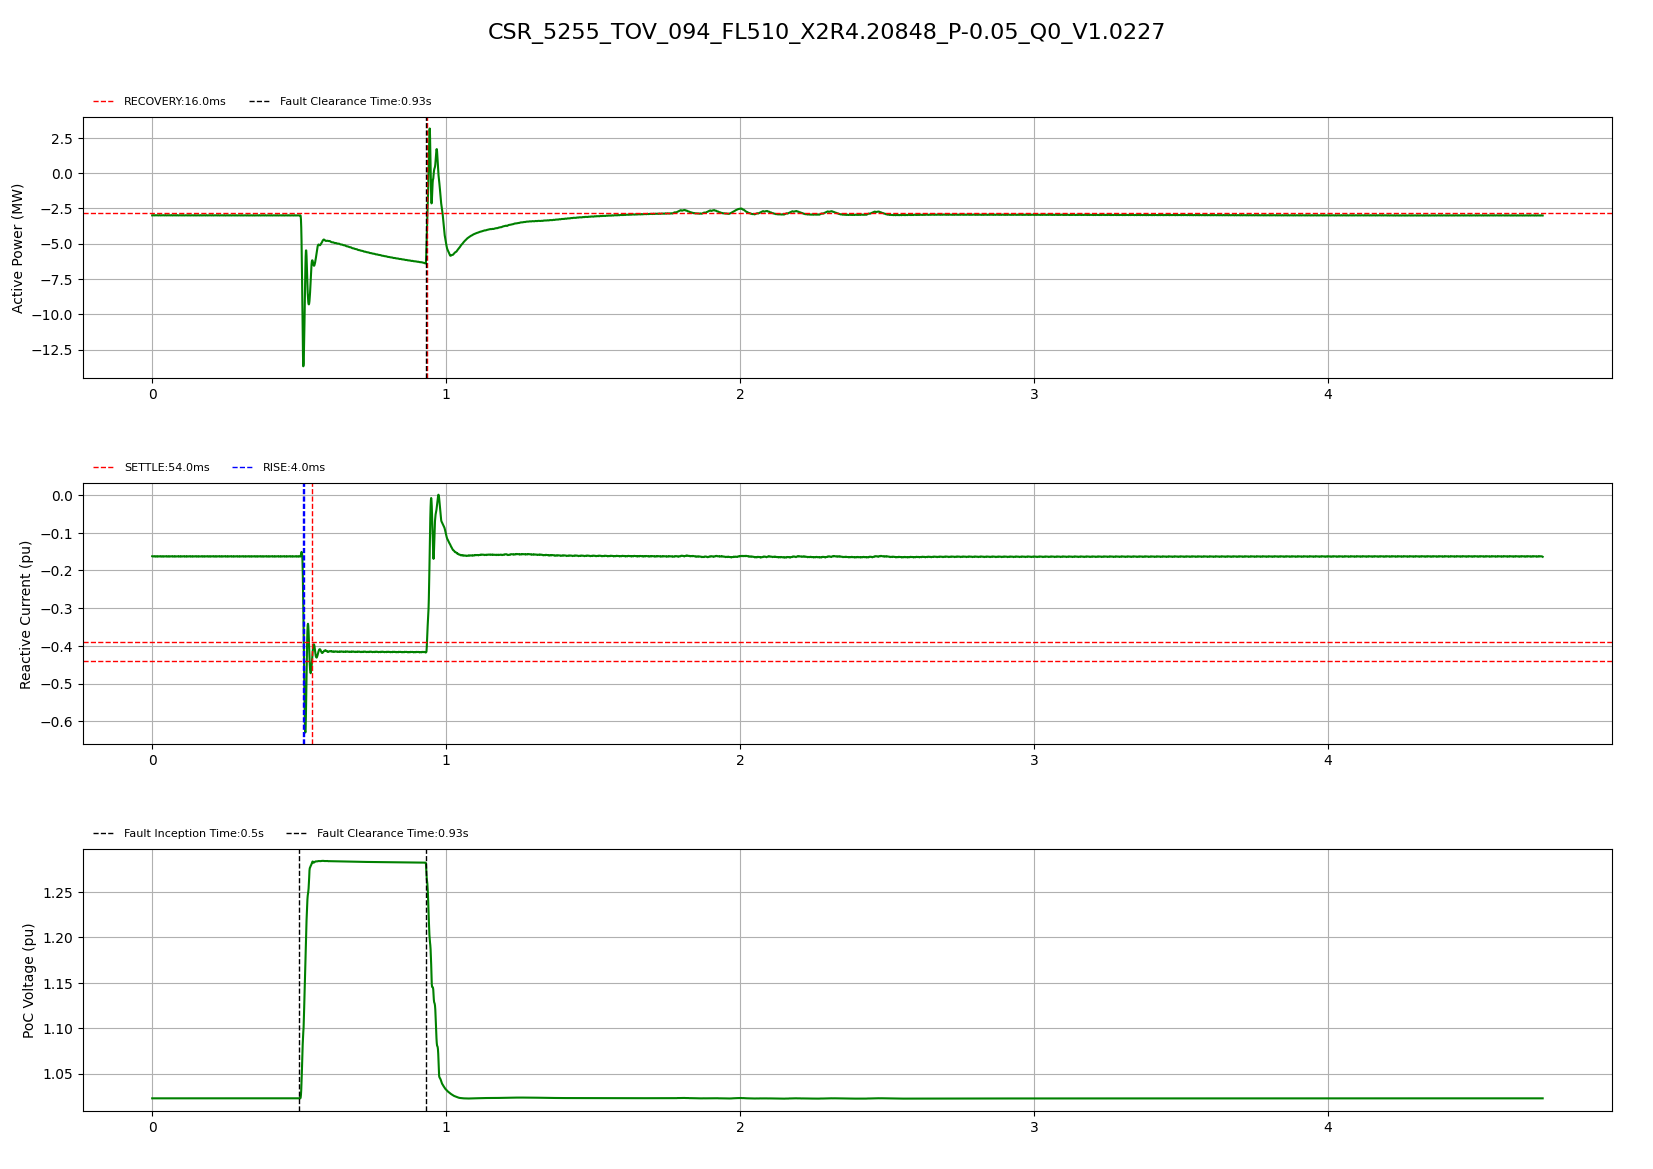 CSR_5255_TOV_094_FL510_X2R4.20848_P-0.05_Q0_V1.0227
RECOVERY:16.0ms Fault Clearance Time:0.93s
Active Power (MW)
2.5
0.0
−2.5
−5.0
−7.5
−10.0
−12.5
0 1 2 3 4
SETTLE:54.0ms RISE:4.0ms
Reactive Current (pu)
0.0
−0.1
−0.2
−0.3
−0.4
−0.5
−0.6
0 1 2 3 4
Fault Inception Time:0.5s Fault Clearance Time:0.93s
PoC Voltage (pu)
1.25
1.20
1.15
1.10
1.05
0 1 2 3 4